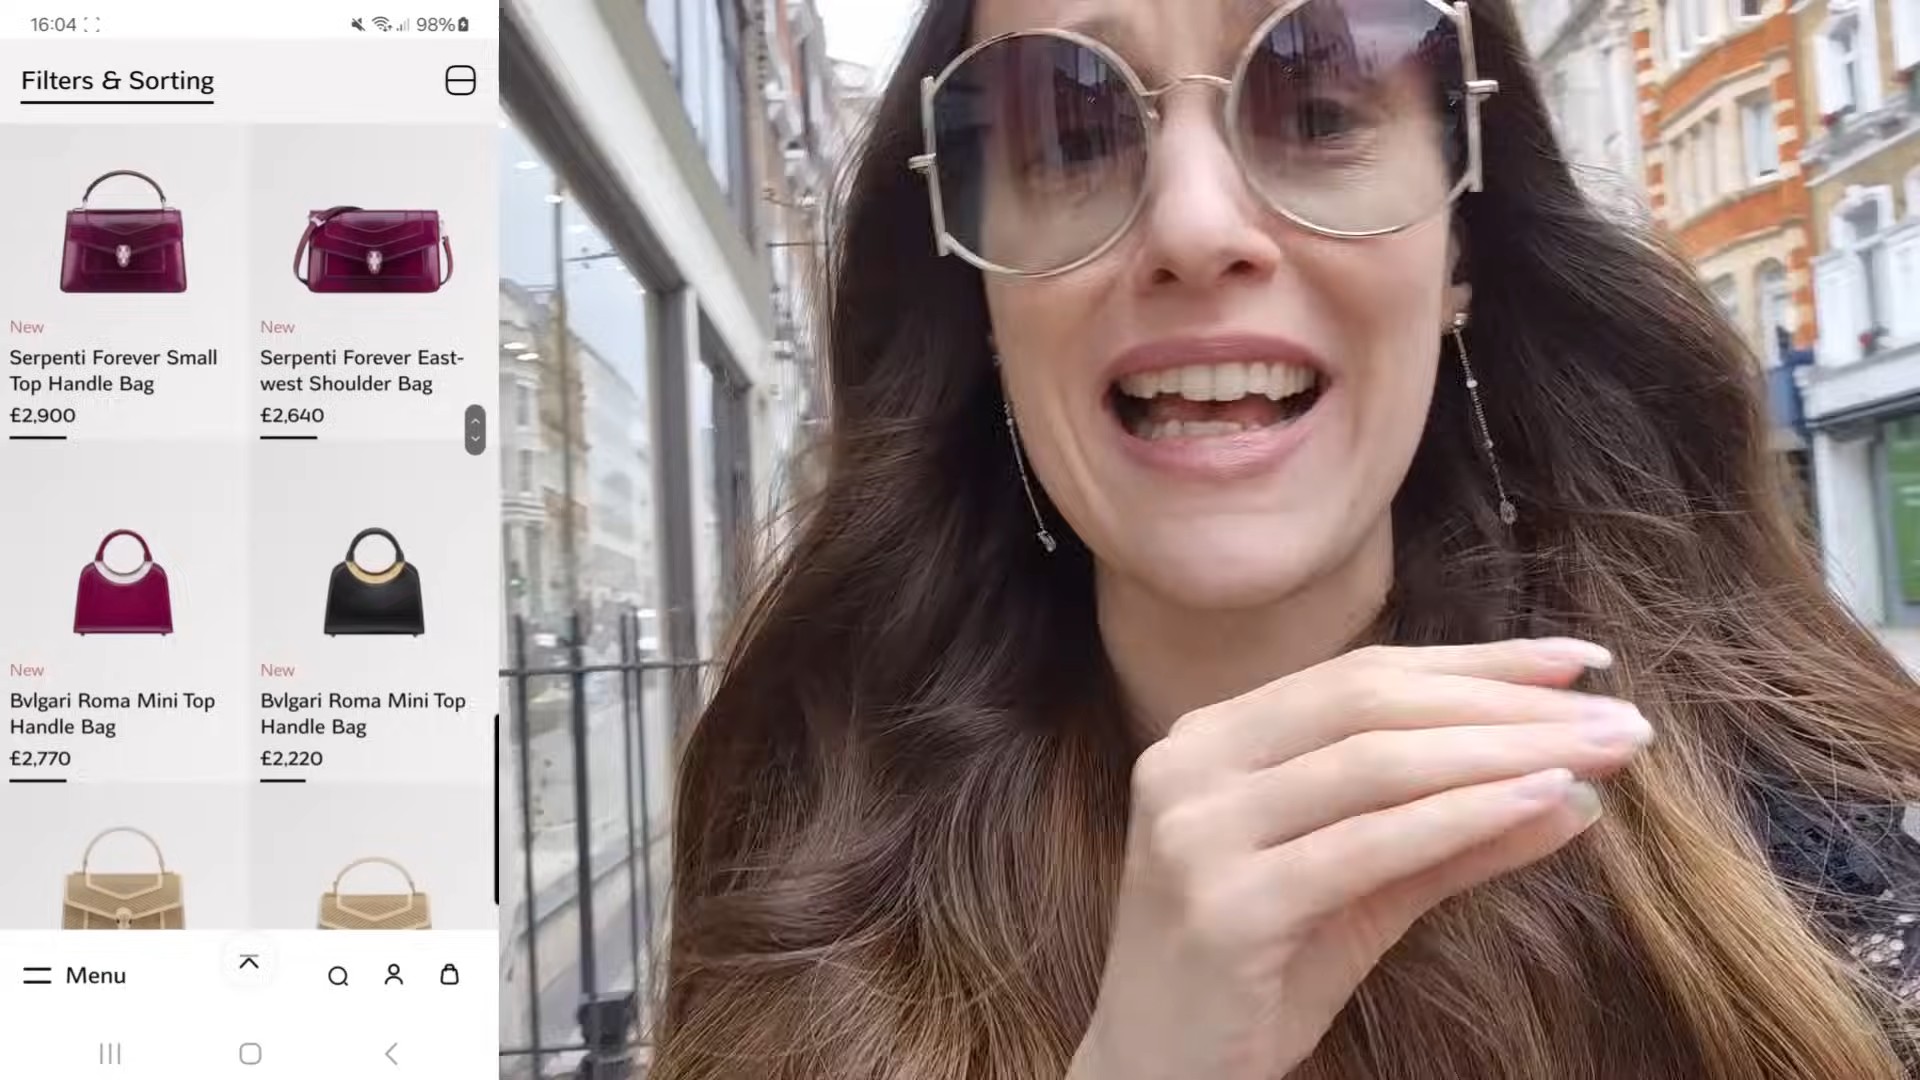 16:04
98%
Filters & Sorting
New
Serpenti Forever Small
Top Handle Bag
£2,900
New
Serpenti Forever East-
west Shoulder Bag
£2,640
New
Bvlgari Roma Mini Top
Handle Bag
£2,770
New
Bvlgari Roma Mini Top
Handle Bag
£2,220
Menu